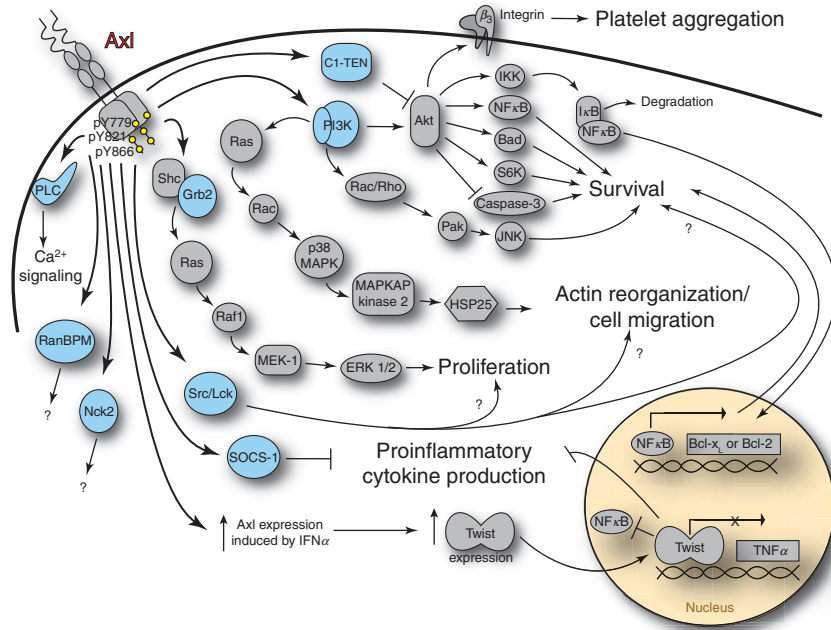 Axl
β3 Integrin
Platelet aggregation
C1-TEN
pY779
pY821
pY866
PI3K
Akt
IKK
NFκB
Bad
S6K
Caspase-3
IκB
NFκB
Degradation
Survival
?
Ras
Rac/Rho
Pak
JNK
PLC
Ca2+
signaling
Shc
Grb2
Rac
p38
MAPK
MAPKAP
kinase 2
HSP25
Actin reorganization/
cell migration
?
Ras
Raf1
MEK-1
ERK 1/2
Proliferation
?
RanBPM
?
Nck2
?
Src/Lck
SOCS-1
Proinflammatory
cytokine production
Axl expression
induced by IFNα
Twist
expression
NFκB
Bcl-xL or Bcl-2
NFκB
X
Twist
TNFα
Nucleus